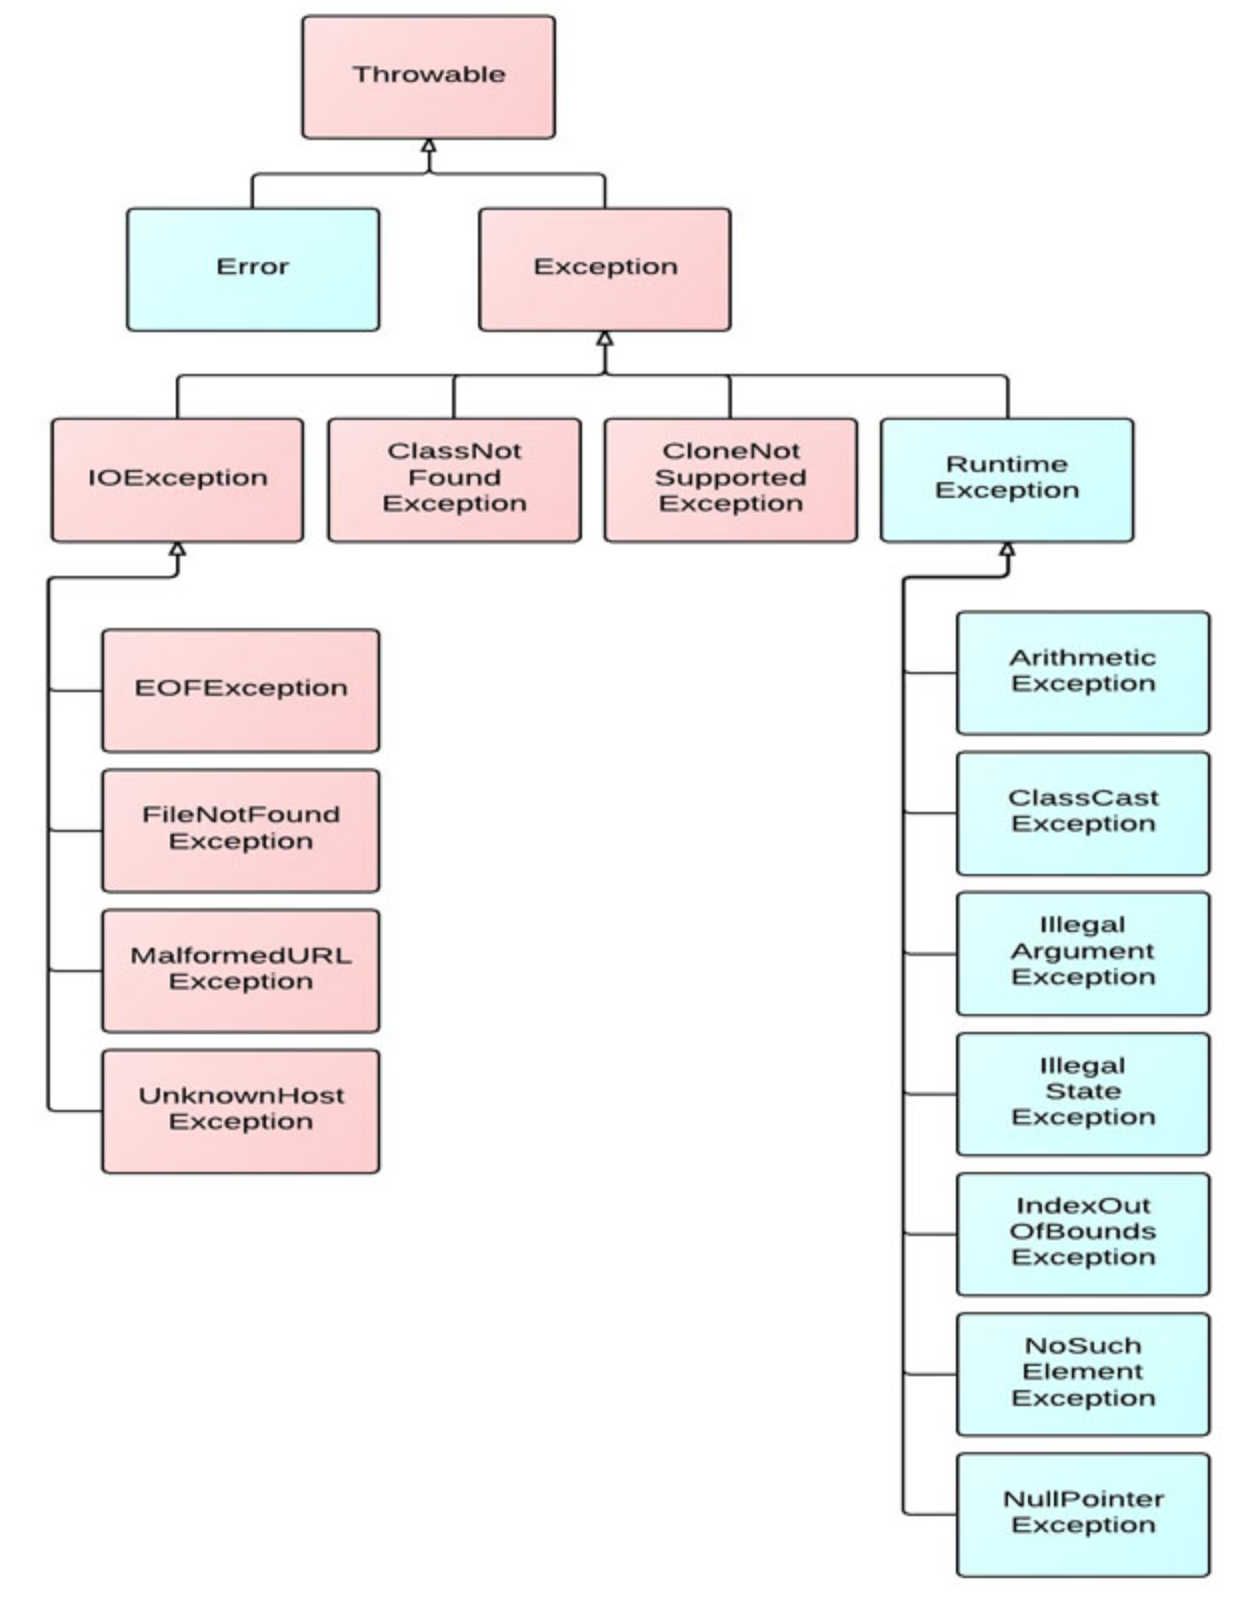 Throwable
Error
Exception
IOException
ClassNot
Found
Exception
CloneNot
Supported
Exception
Runtime
Exception
EOFException
FileNotFound
Exception
MalformedURL
Exception
UnknownHost
Exception
Arithmetic
Exception
ClassCast
Exception
Illegal
Argument
Exception
Illegal
State
Exception
IndexOut
OfBounds
Exception
NoSuch
Element
Exception
NullPointer
Exception